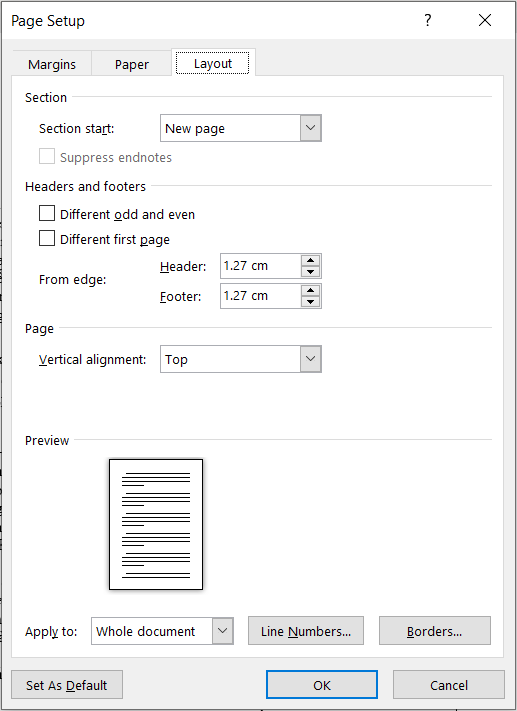 Page Setup ?
Margins Paper Layout
Section
Section start: New page
Suppress endnotes
Headers and footers
Different odd and even
Different first page
From edge:
Header: 1.27 cm
Footer: 1.27 cm
Page
Vertical alignment: Top
Preview
Apply to: Whole document Line Numbers... Borders...
Set As Default OK Cancel